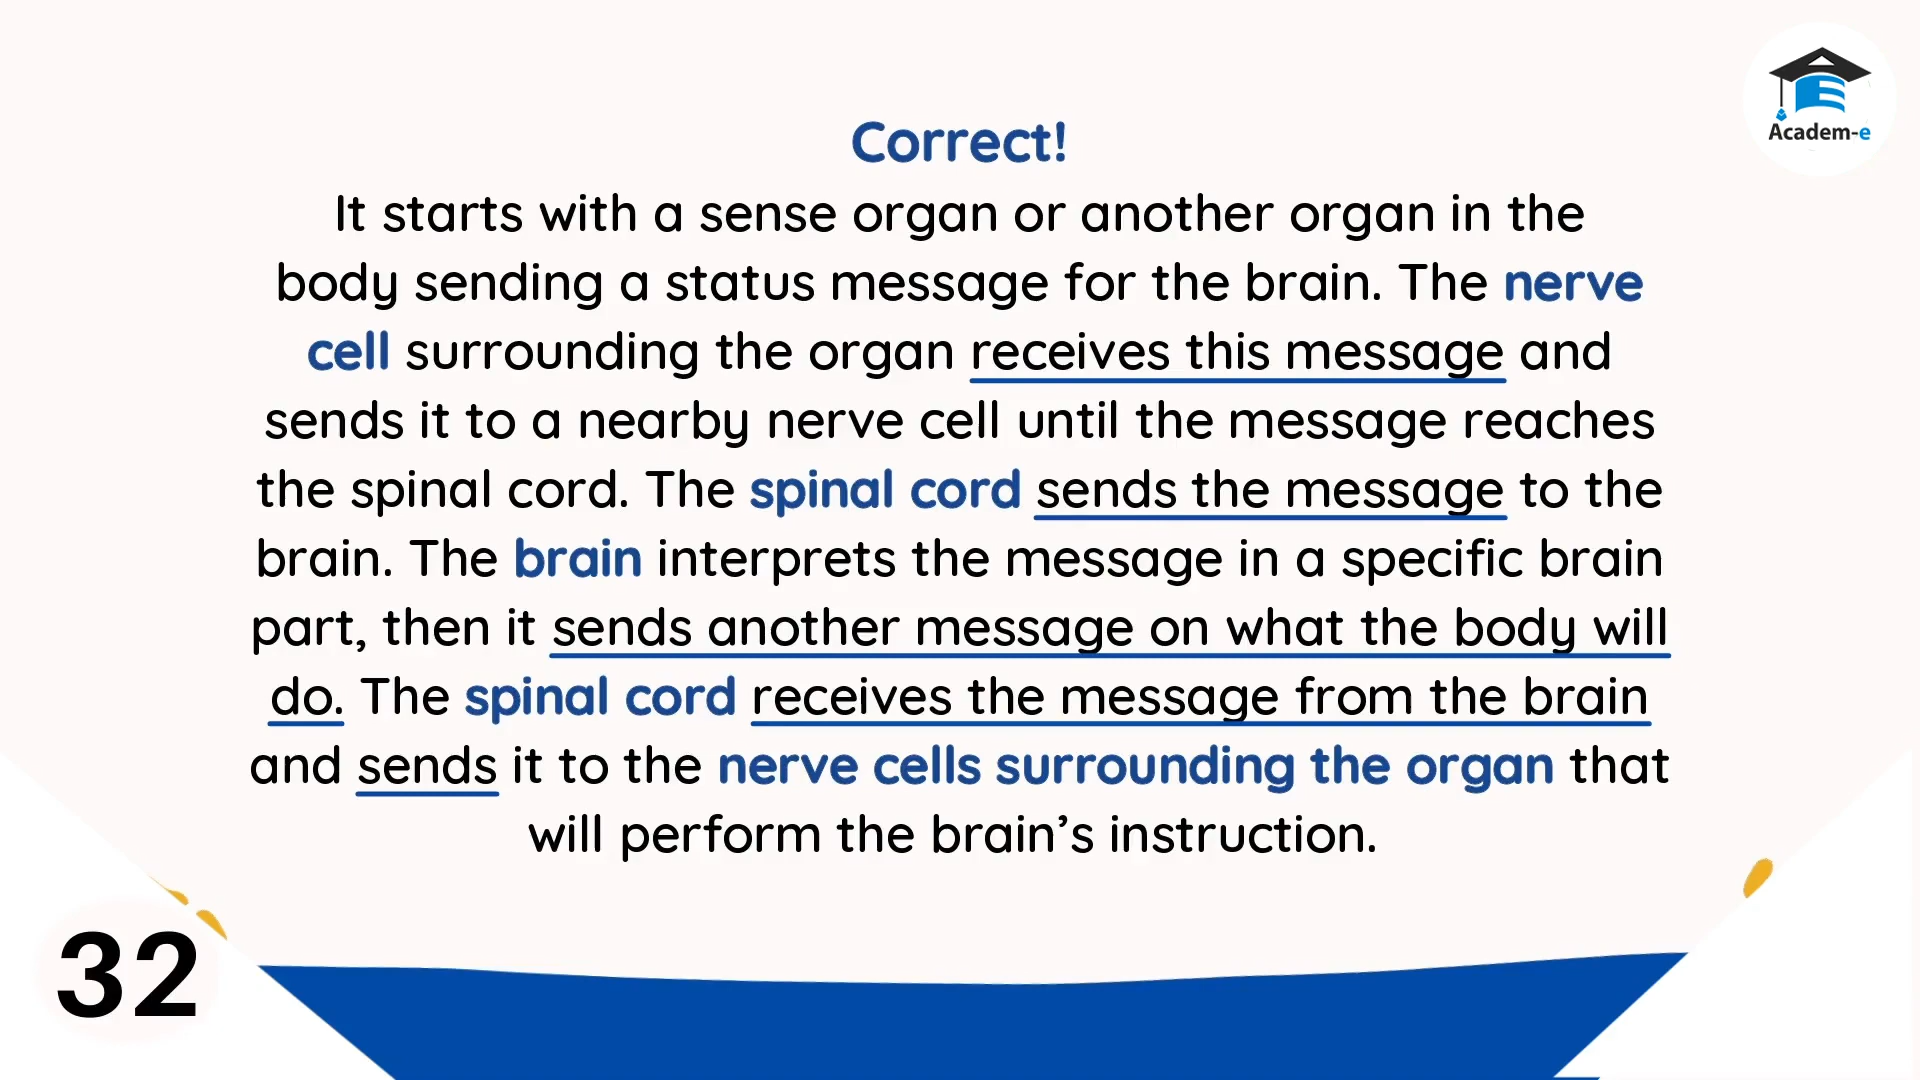 Academ-e
Correct!
It starts with a sense organ or another organ in the
body sending a status message for the brain. The nerve
cell surrounding the organ receives this message and
sends it to a nearby nerve cell until the message reaches
the spinal cord. The spinal cord sends the message to the
brain. The brain interprets the message in a specific brain
part, then it sends another message on what the body will
do. The spinal cord receives the message from the brain
and sends it to the nerve cells surrounding the organ that
will perform the brain’s instruction.
32